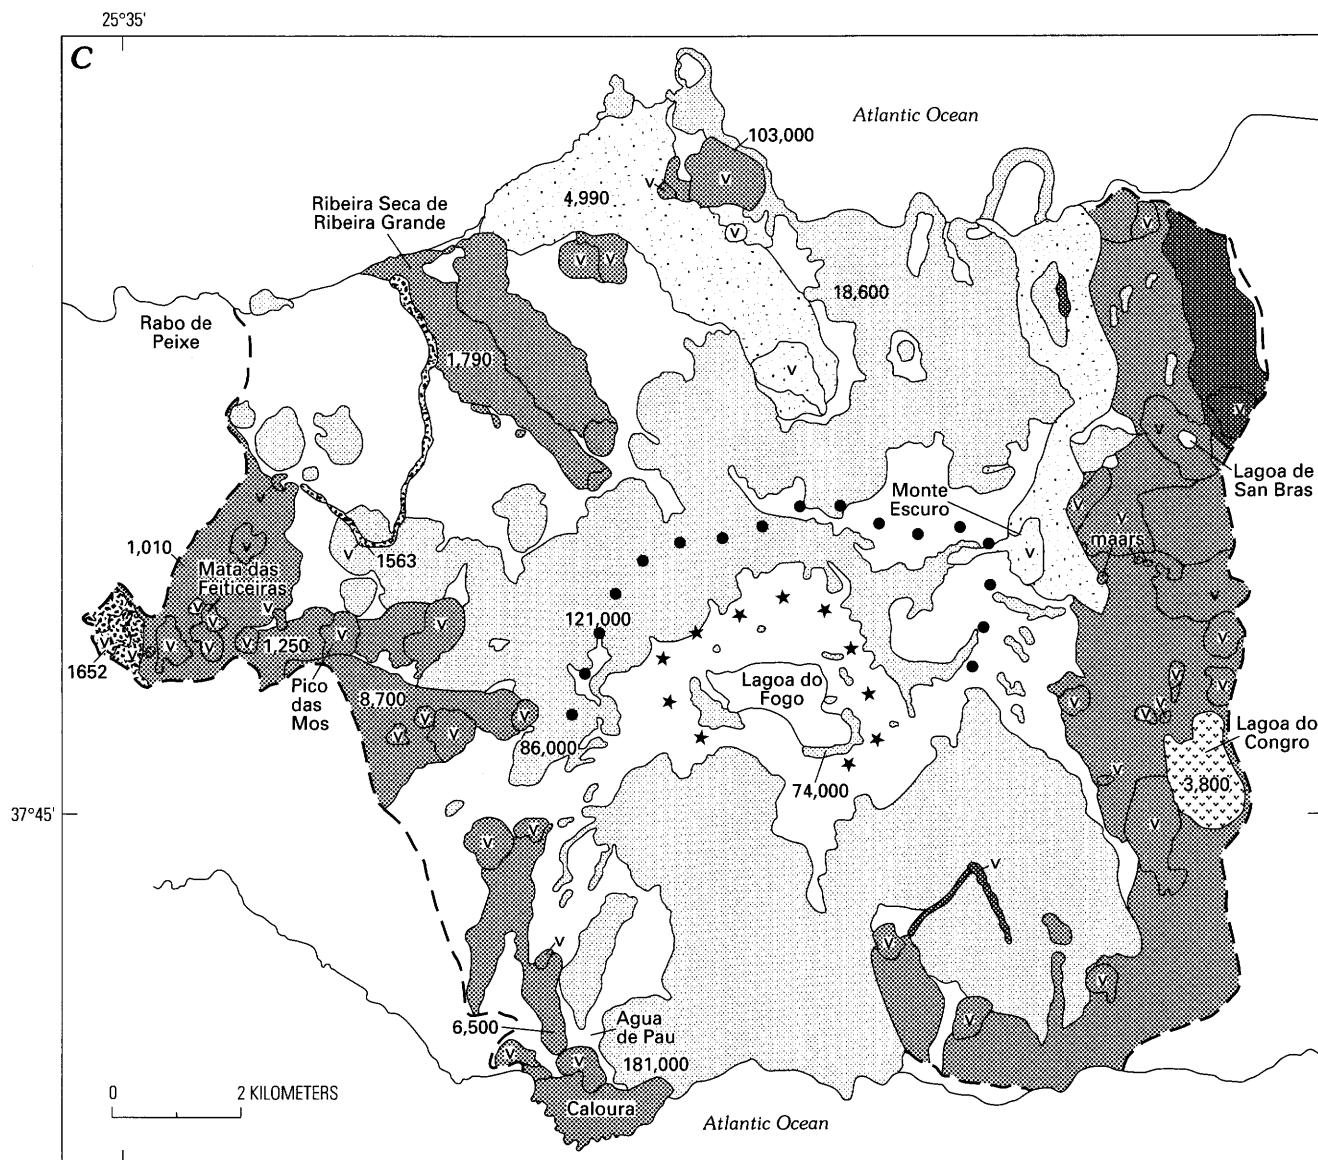 25°35'
C
Atlantic Ocean
103,000
v
v
4,990
Ribeira Seca de
Ribeira Grande
v
v
v
v
18,600
Rabo de
Peixe
1,790
v
v
v
Lagoa de
San Bras
Monte
Escuro
v
v
v
maars
v
1,010
v
v
1563
Mata das
Feiticeiras
v
v
v
v
121,000
v
v
v
v
v
v
v
v
v
1,250
1652
Pico
das
Mos
8,700
Lagoa do
Fogo
v
v
v
v
v
v
v
v
v
86,000
Lagoa do
Congro
74,000
v
3,800
37°45'
v
v
v
v
v
v
v
v
6,500
Agua
de Pau
v
v
v
181,000
0
2 KILOMETERS
Caloura
Atlantic Ocean